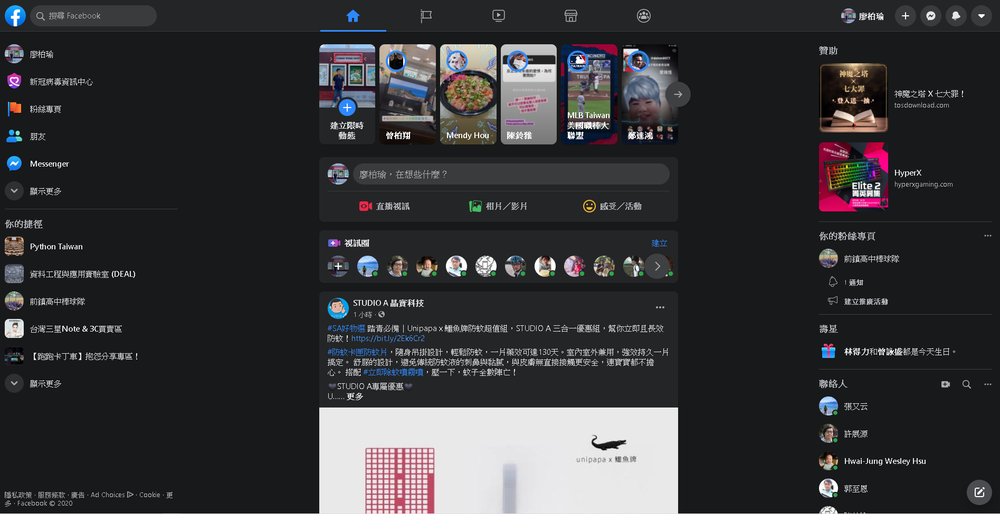 搜尋 Facebook
廖柏瑜
廖柏瑜
新冠病毒資訊中心
粉絲專頁
朋友
Messenger
顯示更多
你的捷徑
Python Taiwan
資料工程與應用實驗室 (DEAL)
前鎮高中棒球隊
台灣三星Note & 3C買賣區
【跑跑卡丁車】抱怨分享專區！
顯示更多
隱私政策 · 服務條款 · 廣告 · Ad Choices · Cookie · 更
多 · Facebook © 2020
建立限時
動態
曾柏翔
Mendy Hou
要開始?
陳鈴雅
TAIWAN
MLB Taiwan
美國職棒大
聯盟
@dahon8077
愛搞怪
鄭達鴻
廖柏瑜，在想些什麼？
直播視訊
相片／影片
感受／活動
視訊圈
建立
STUDIO A 晶實科技
1 小時 ·
#SA好物選 踏青必備｜Unipapa x 鱷魚牌防蚊超值組，STUDIO A 三合一優惠組，幫你立即且長效
防蚊！https://bit.ly/2Ek6Cr2
#防蚊卡匣防蚊片，隨身吊掛設計，輕鬆防蚊，一片藥效可達130天。室內室外兼用，強效持久一片
搞定。 舒服的設計，避免傳統防蚊液的刺鼻與黏膩，與皮膚無直接接觸更安全，連寶寶都不擔
心。 搭配 #立即除蚊噴霧噴，壓一下，蚊子全數陣亡！
🖤STUDIO A專屬優惠🖤
U...... 更多
unipapa x 鱷魚牌
贊助
神魔之塔
×
七大罪
登入送一抽
神魔之塔 X 七大罪！
tosdownload.com
Elite 2
菁英募集
HyperX
hyperxgaming.com
你的粉絲專頁
前鎮高中棒球隊
1 通知
建立推廣活動
壽星
林得力和曾詠盛都是今天生日。
聯絡人
張又云
許展源
Hwai-Jung Wesley Hsu
郭至恩